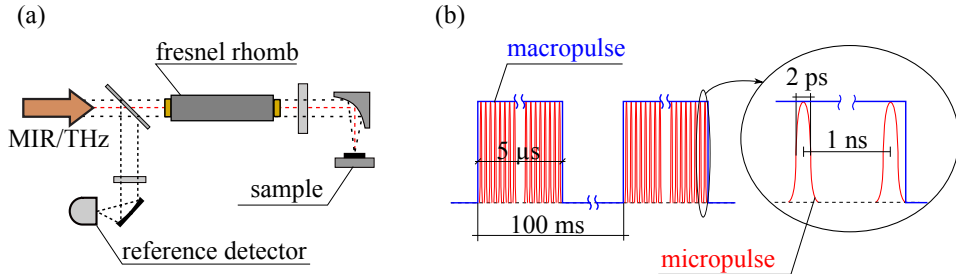 (a)
fresnel rhomb
MIR/THz
sample
reference detector
(b)
macropulse
2 ps
1 ns
5 μs
100 ms
micropulse